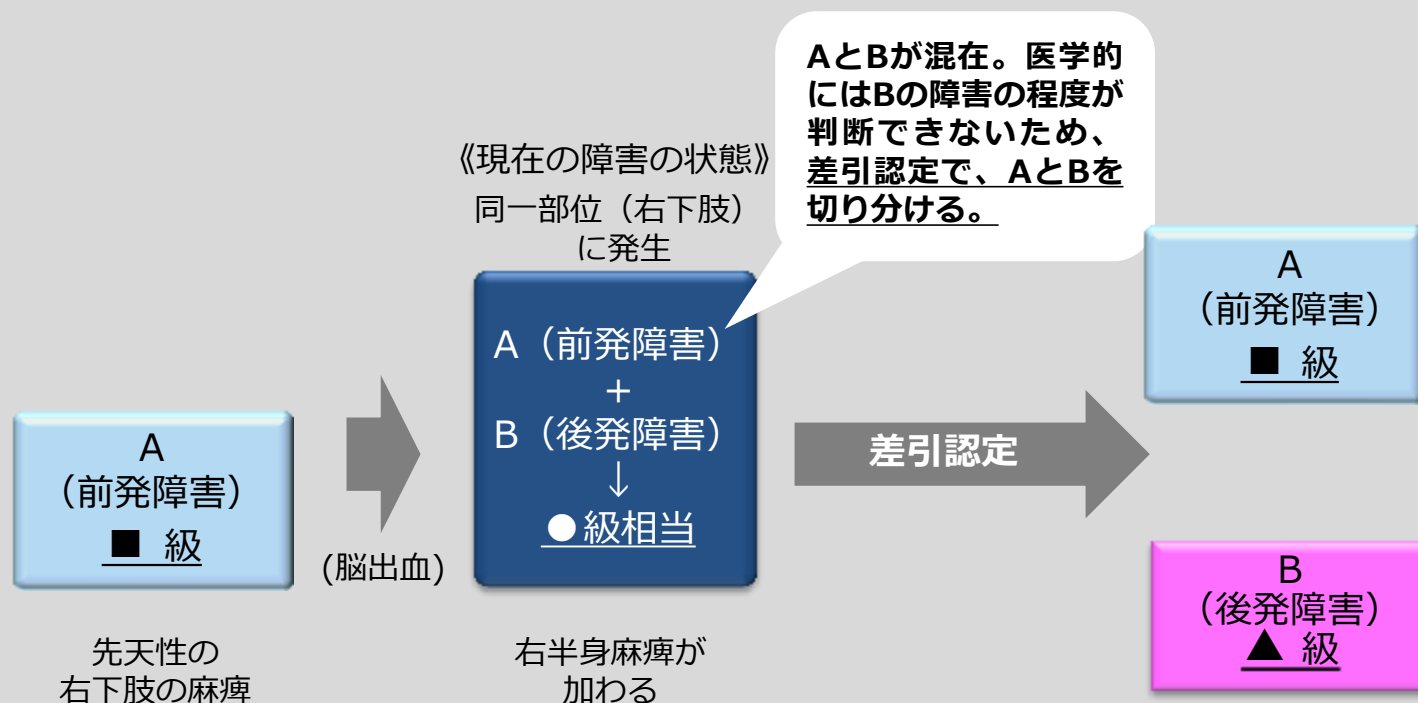 AとBが混在。医学的
にはBの障害の程度が
判断できないため、
差引認定で、AとBを
切り分ける。
《現在の障害の状態》
同一部位（右下肢）
に発生
A
（前発障害）
■ 級
先天性の
右下肢の麻痺
(脳出血)
A（前発障害）
＋
B（後発障害）
↓
●級相当
右半身麻痺が
加わる
差引認定
A
（前発障害）
■ 級
B
（後発障害）
▲ 級